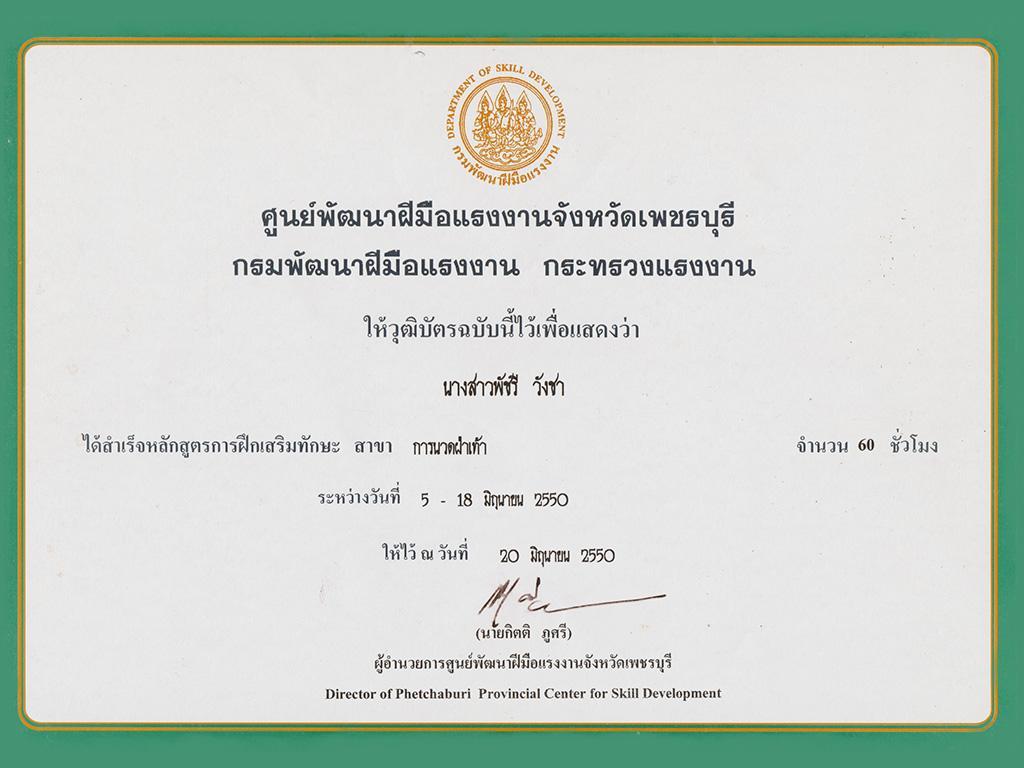 DEPARTMENT OF SKILL DEVELOPMENT
กรมพัฒนาฝีมือแรงงาน
ศูนย์พัฒนาฝีมือแรงงานจังหวัดเพชรบุรี
กรมพัฒนาฝีมือแรงงาน กระทรวงแรงงาน
ให้วุฒิบัตรฉบับนี้ไว้เพื่อแสดงว่า
นางสาวพัชรี วังชา
ได้สำเร็จหลักสูตรการฝึกเสริมทักษะ สาขา การนวดฝ่าเท้า จำนวน 60 ชั่วโมง
ระหว่างวันที่ 5 - 18 มิถุนายน 2550
ให้ไว้ ณ วันที่ 20 มิถุนายน 2550
(นายกิตติ ภูศรี)
ผู้อำนวยการศูนย์พัฒนาฝีมือแรงงานจังหวัดเพชรบุรี
Director of Phetchaburi Provincial Center for Skill Development